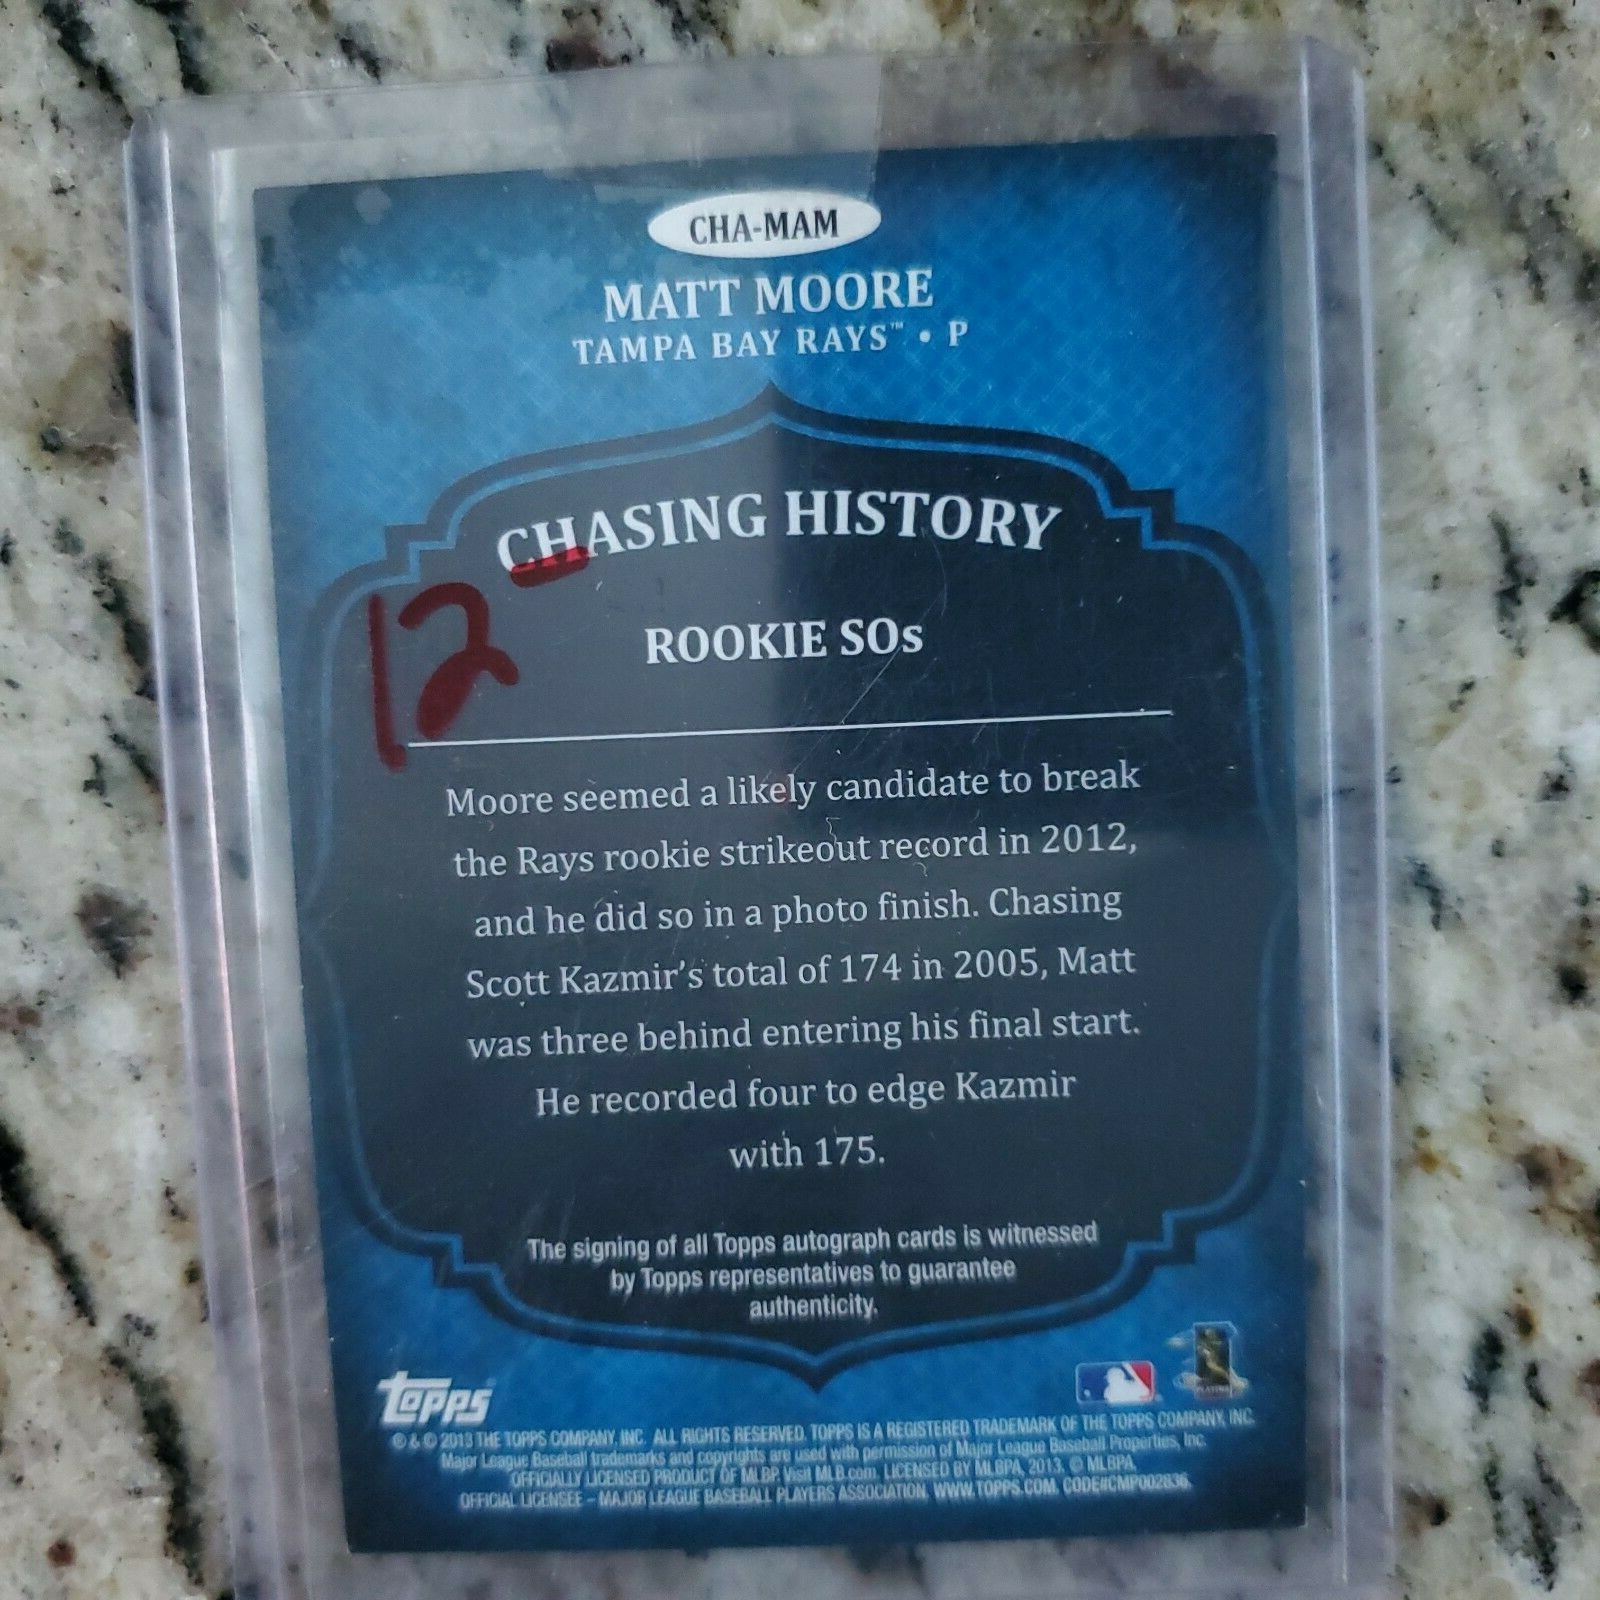 CHA-MAM
MATT MOORE
TAMPA BAY RAYS™ • P
CHASING HISTORY
12
ROOKIE SOs
Moore seemed a likely candidate to break
the Rays rookie strikeout record in 2012,
and he did so in a photo finish. Chasing
Scott Kazmir's total of 174 in 2005, Matt
was three behind entering his final start.
He recorded four to edge Kazmir
with 175.
The signing of all Topps autograph cards is witnessed
by Topps representatives to guarantee
authenticity.
TOPPS
© & © 2013 THE TOPPS COMPANY, INC. ALL RIGHTS RESERVED. TOPPS IS A REGISTERED TRADEMARK OF THE TOPPS COMPANY, INC.
Major League Baseball trademarks and copyrights are used with permission of Major League Baseball Properties, Inc.
OFFICIALLY LICENSED PRODUCT OF MLBP. Visit MLB.com. LICENSED BY MLBPA, 2013. © MLBPA
OFFICIAL LICENSEE – MAJOR LEAGUE BASEBALL PLAYERS ASSOCIATION. WWW.TOPPS.COM. CODE#CMP002836.